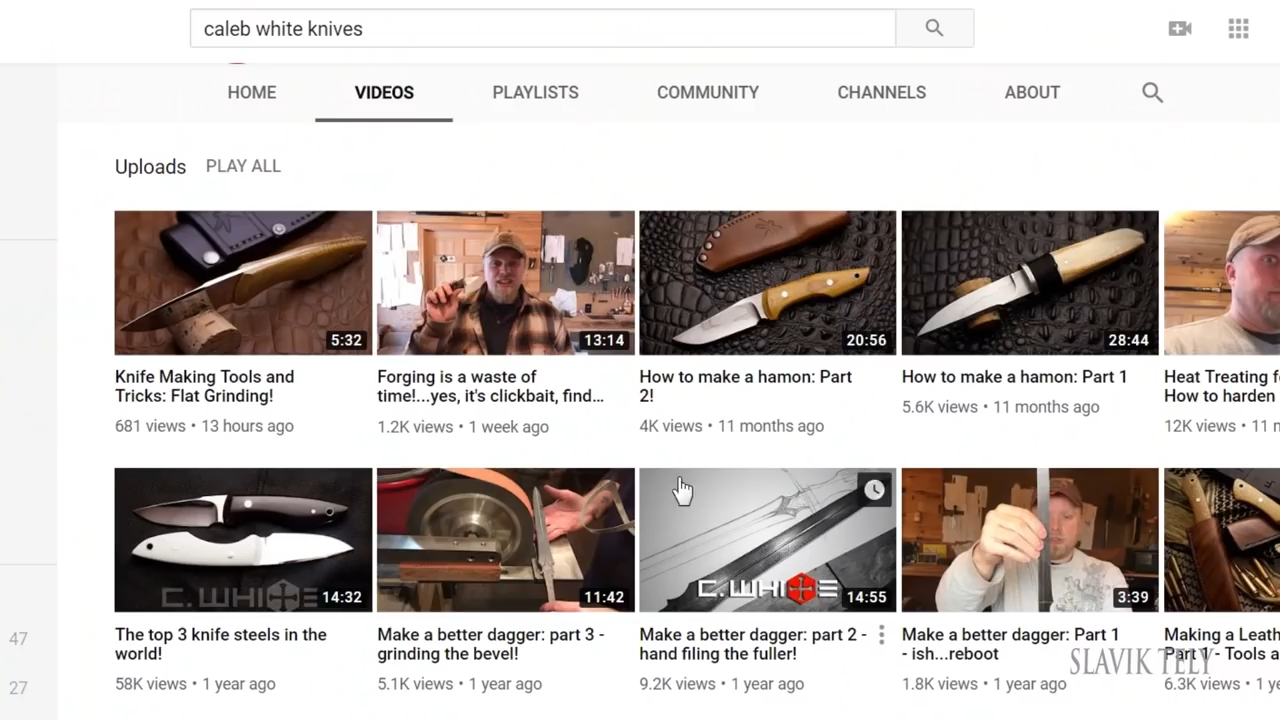 caleb white knives
HOME VIDEOS PLAYLISTS COMMUNITY CHANNELS ABOUT
Uploads PLAY ALL
5:32
13:14
20:56
28:44
Knife Making Tools and
Tricks: Flat Grinding!
681 views • 13 hours ago
Forging is a waste of
time!...yes, it's clickbait, find...
1.2K views • 1 week ago
How to make a hamon: Part
2!
4K views • 11 months ago
How to make a hamon: Part 1
5.6K views • 11 months ago
Heat Treating f
How to harden
12K views • 11 m
C.WHITE
14:32
11:42
C.WHITE
14:55
3:39
The top 3 knife steels in the
world!
58K views • 1 year ago
Make a better dagger: part 3 -
grinding the bevel!
5.1K views • 1 year ago
Make a better dagger: part 2 -
hand filing the fuller!
9.2K views • 1 year ago
Make a better dagger: Part 1
- ish...reboot
1.8K views • 1 year ago
Making a Leath
Part 1 - Tools a
6.3K views • 1 ye
47
27
SLAVIK TELY